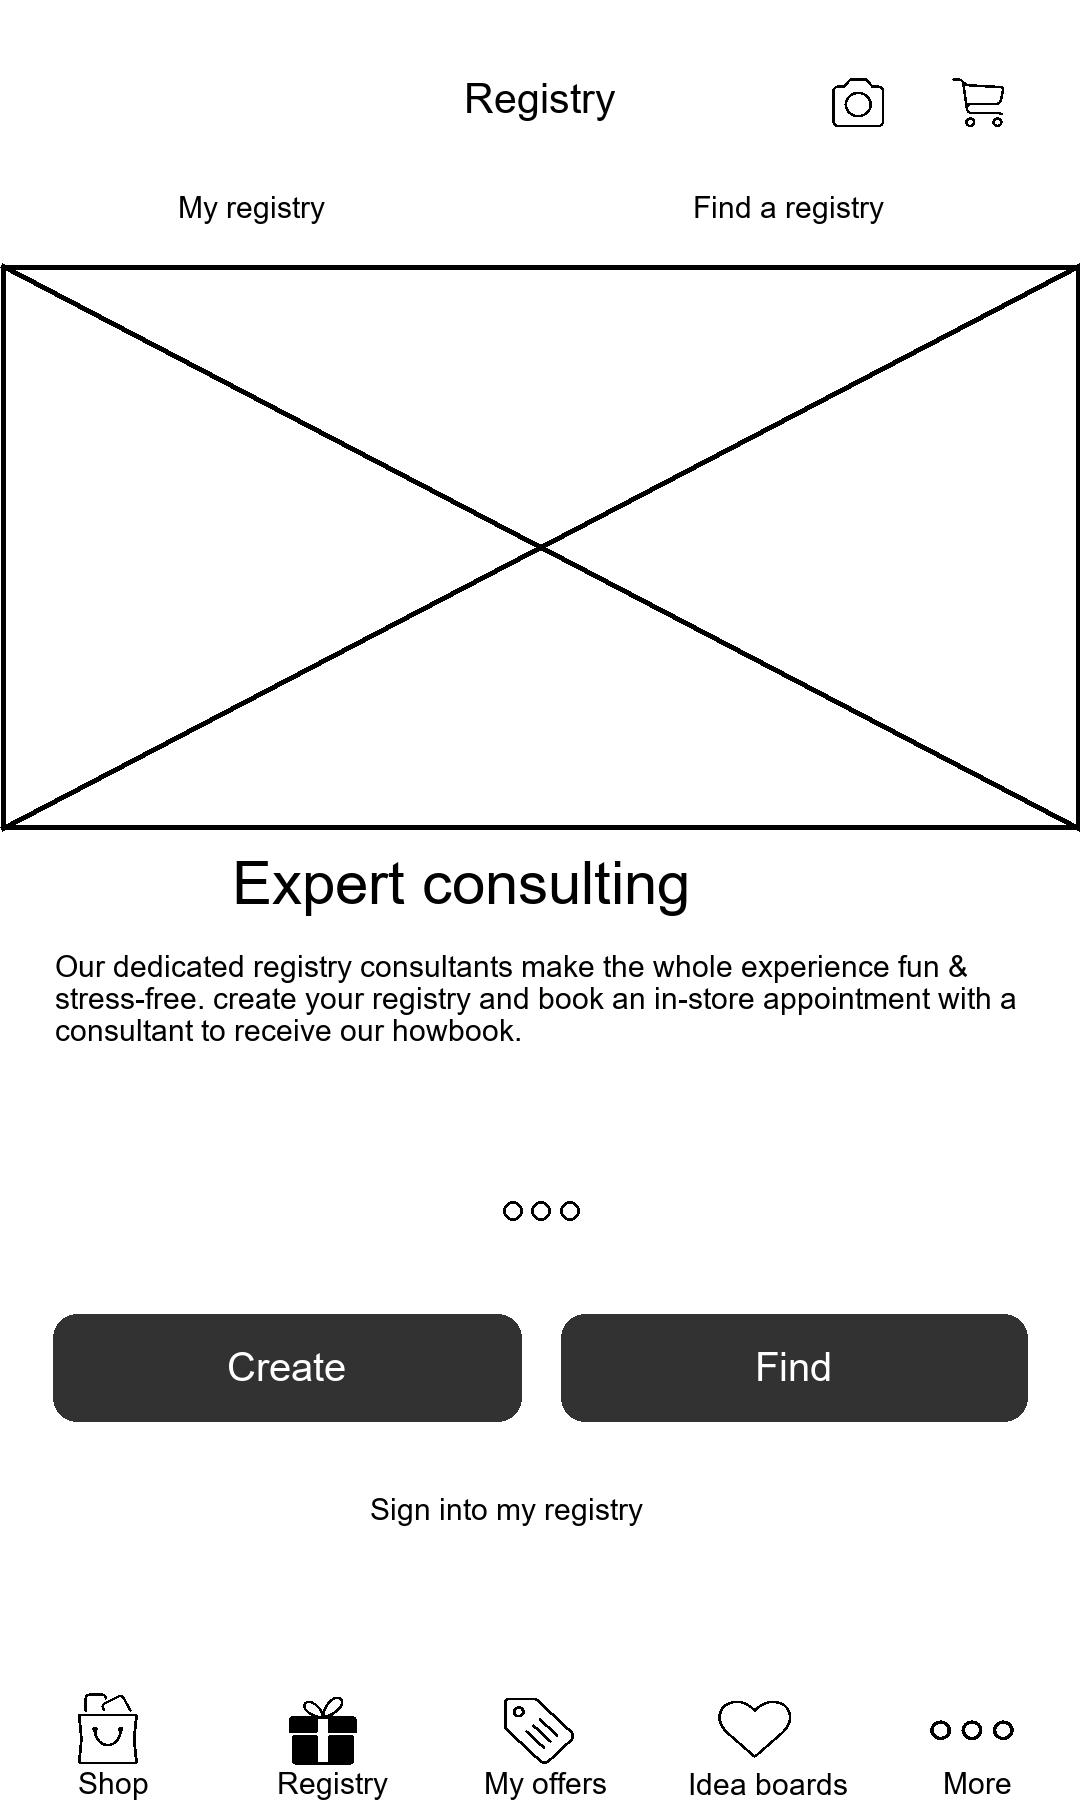 Registry
My registry
Find a registry
Expert consulting
Our dedicated registry consultants make the whole experience fun &
stress-free. create your registry and book an in-store appointment with a
consultant to receive our howbook.
Create
Find
Sign into my registry
Shop
Registry
My offers
Idea boards
More